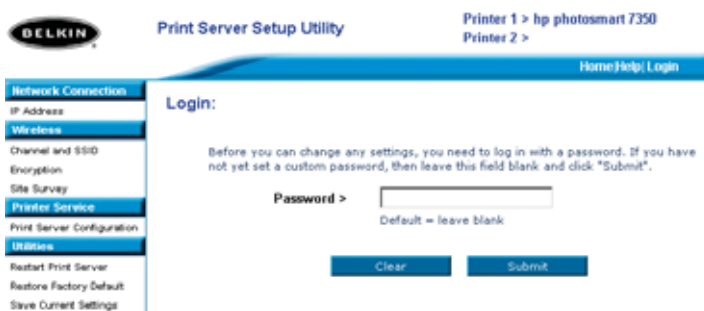 BELKIN
Print Server Setup Utility
Printer 1 > hp photosmart 7350
Printer 2 >
Home|Help| Login
Network Connection
IP Address
Wireless
Channel and SSID
Encryption
Site Survey
Printer Service
Print Server Configuration
Utilities
Restart Print Server
Restore Factory Default
Save Current Settings
Login:
Before you can change any settings, you need to log in with a password. If you have
not yet set a custom password, then leave this field blank and click "Submit".
Password >
Default = leave blank
Clear
Submit